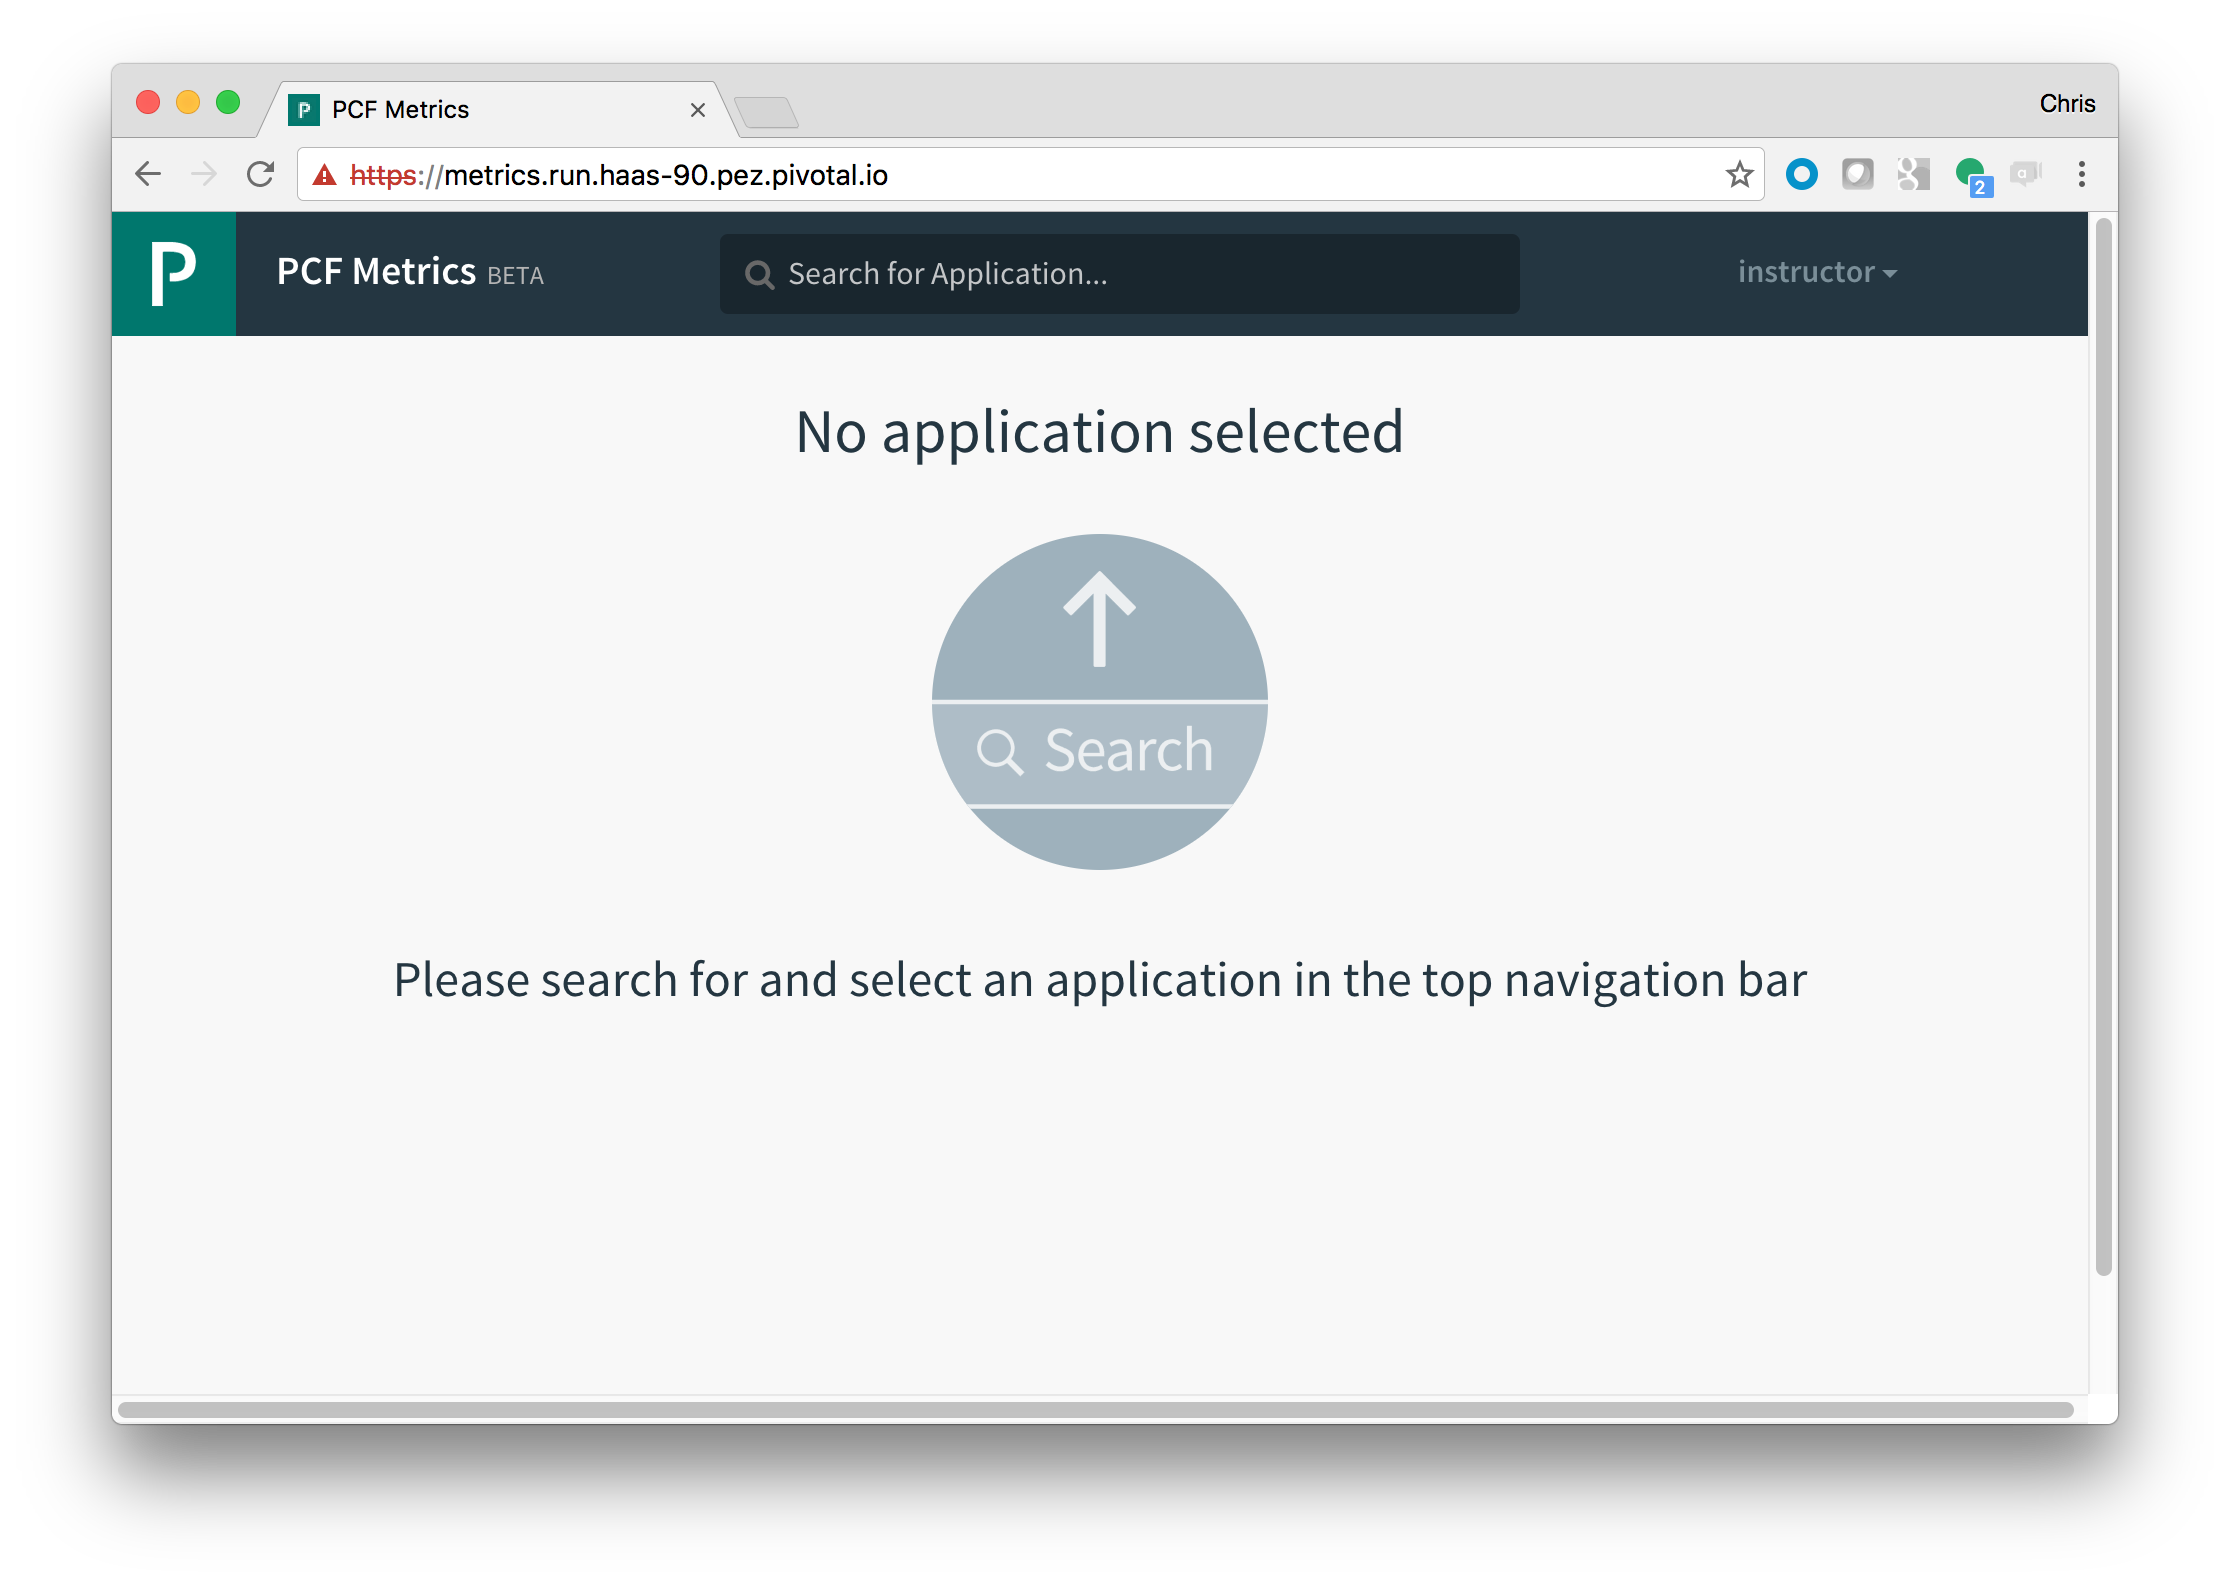 PCF Metrics
Chris
https://metrics.run.haas-90.pez.pivotal.io
2
a
P
PCF Metrics BETA
Search for Application...
instructor
No application selected
Search
Please search for and select an application in the top navigation bar